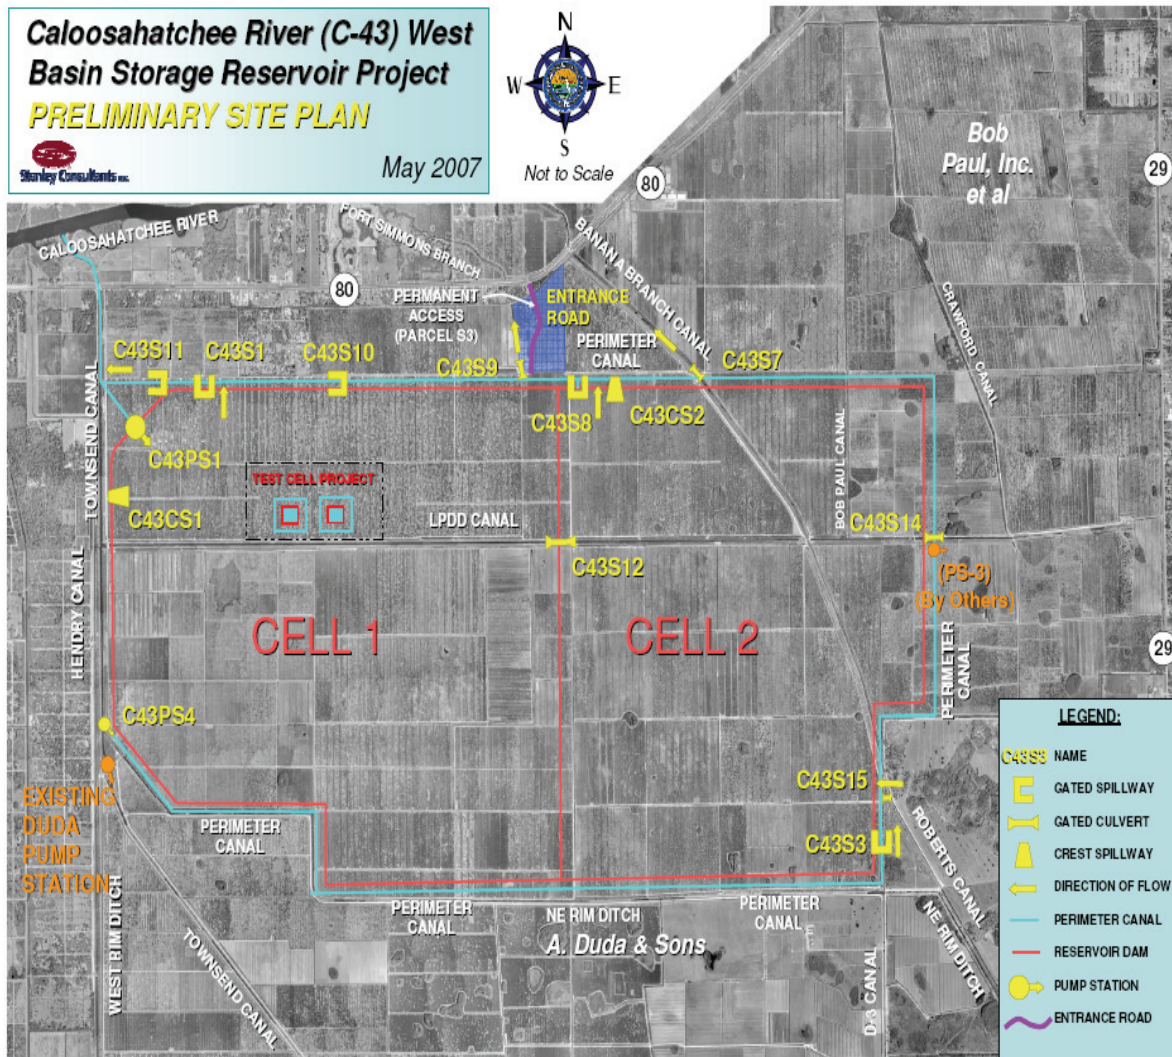 Caloosahatchee River (C-43) West
Basin Storage Reservoir Project
PRELIMINARY SITE PLAN
Stanley Consultants INC.
May 2007
N
W
E
S
Not to Scale
80
Bob
Paul, Inc.
et al
29
CALOOSAHATCHEE RIVER
FORT SIMMONS BRANCH
BANANA BRANCH CANAL
80
PERMANENT
ACCESS
(PARCEL S3)
ENTRANCE
ROAD
PERIMETER
CANAL
CRAWFORD CANAL
C43S11
C43S1
C43S10
C43S9
C43S7
C43S8
C43CS2
TOWNSEND CANAL
C43PS1
C43CS1
TEST CELL PROJECT
LPDD CANAL
BOB PAUL CANAL
C43S14
C43S12
(PS-3)
(By Others)
HENDRY CANAL
CELL 1
CELL 2
PERIMETER
CANAL
29
C43PS4
EXISTING
DUDA
PUMP
STATION
C43S15
C43S3
ROBERTS CANAL
PERIMETER
CANAL
PERIMETER
CANAL
NE RIM DITCH
PERIMETER
CANAL
A. Duda & Sons
WEST RIM DITCH
TOWNSEND CANAL
D-3 CANAL
NE RIM DITCH
LEGEND:
C43S3 NAME
GATED SPILLWAY
GATED CULVERT
CREST SPILLWAY
DIRECTION OF FLOW
PERIMETER CANAL
RESERVOIR DAM
PUMP STATION
ENTRANCE ROAD